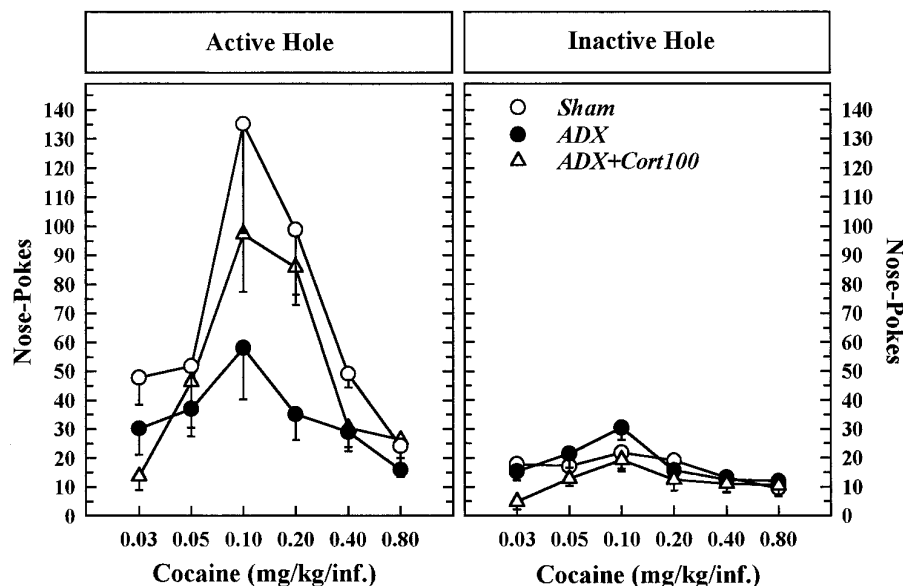 Active Hole
Inactive Hole
Nose-Pokes
140
130
120
110
100
90
80
70
60
50
40
30
20
10
0
0.03 0.05 0.10 0.20 0.40 0.80
Cocaine (mg/kg/inf.)
Sham
ADX
ADX+Cort100
140
130
120
110
100
90
80
70
60
50
40
30
20
10
0
Nose-Pokes
0.03 0.05 0.10 0.20 0.40 0.80
Cocaine (mg/kg/inf.)